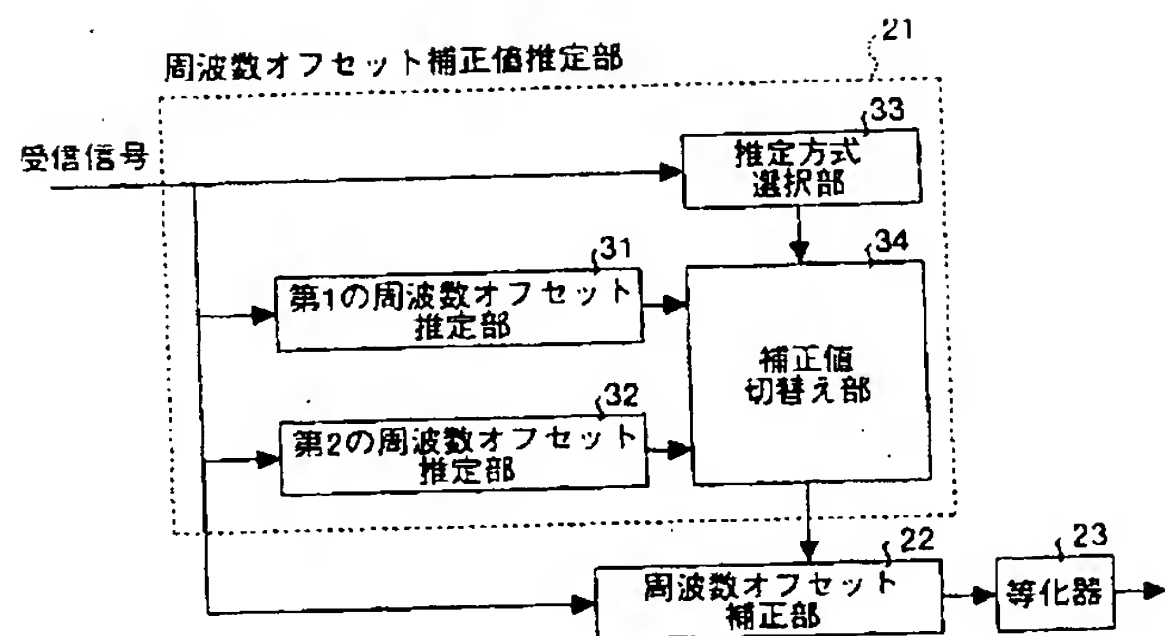 21
周波数オフセット補正値推定部
33
受信信号
推定方式
選択部
31
34
第1の周波数オフセット
推定部
補正値
切替え部
32
第2の周波数オフセット
推定部
22
23
周波数オフセット
補正部
等化器